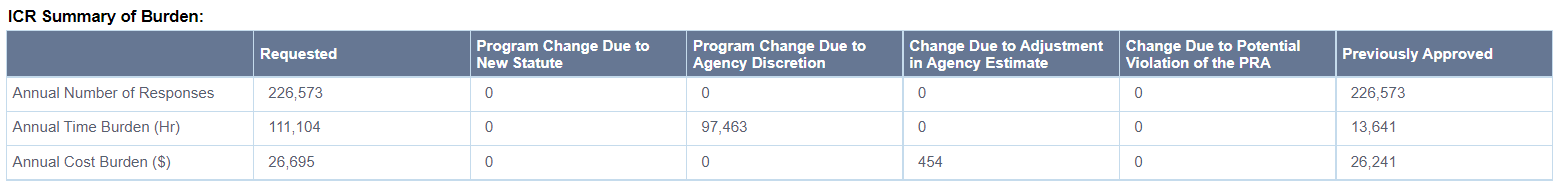 ICR Summary of Burden:
Requested Program Change Due to New Statute Program Change Due to Agency Discretion Change Due to Adjustment in Agency Estimate Change Due to Potential Violation of the PRA Previously Approved
Annual Number of Responses 226,573 0 0 0 0 226,573
Annual Time Burden (Hr) 111,104 0 97,463 0 0 13,641
Annual Cost Burden ($) 26,695 0 0 454 0 26,241